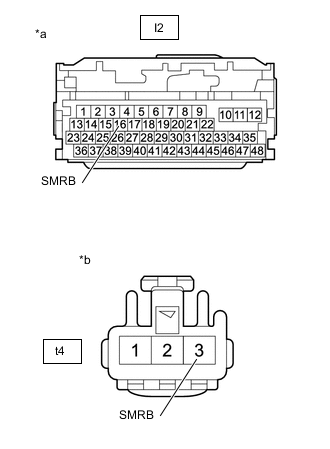 I2
*a
1 2 3 4 5 6 7 8 9 10 11 12
13 14 15 16 17 18 19 20 21 22
23 24 25 26 27 28 29 30 31 32 33 34 35
36 37 38 39 40 41 42 43 44 45 46 47 48
SMRB
*b
1 2 3
t4
SMRB